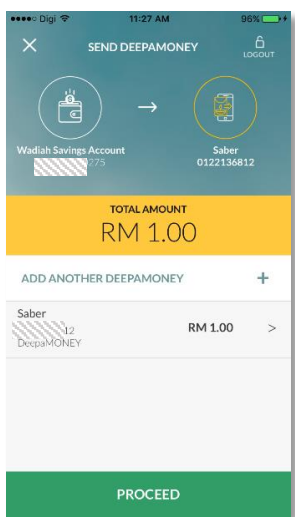 Digi 11:27 AM 96%
SEND DEEPAMONEY
LOGOUT
Wadiah Savings Account
275
Saber
0122136812
TOTAL AMOUNT
RM 1.00
ADD ANOTHER DEEPAMONEY +
Saber
12
DeepaMONEY
RM 1.00 >
PROCEED